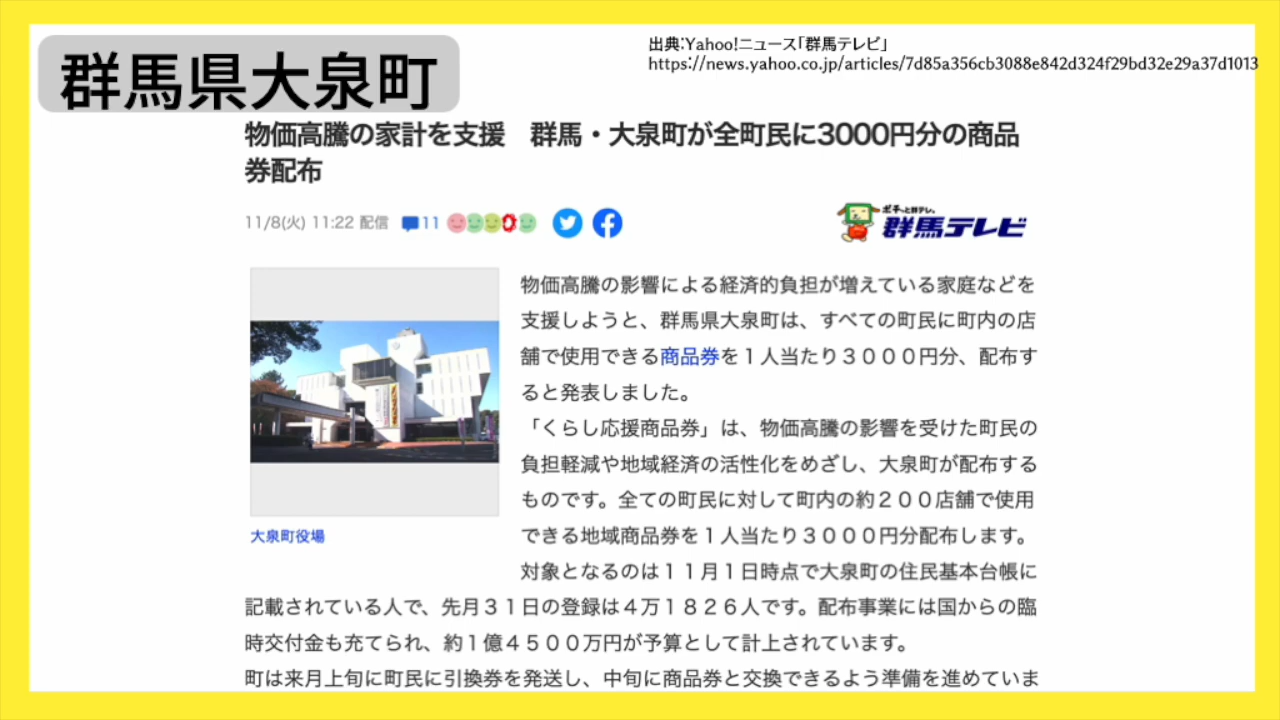 群馬県大泉町
出典:Yahoo!ニュース「群馬テレビ」
https://news.yahoo.co.jp/articles/7d85a356cb3088e842d324f29bd32e29a37d1013
物価高騰の家計を支援　群馬・大泉町が全町民に3000円分の商品
券配布
11/8(火) 11:22 配信 11
ポチっと群テレ。
群馬テレビ
物価高騰の影響による経済的負担が増えている家庭などを
支援しようと、群馬県大泉町は、すべての町民に町内の店
舗で使用できる商品券を１人当たり３０００円分、配布す
ると発表しました。
「くらし応援商品券」は、物価高騰の影響を受けた町民の
負担軽減や地域経済の活性化をめざし、大泉町が配布する
ものです。全ての町民に対して町内の約２００店舗で使用
できる地域商品券を１人当たり３０００円分配布します。
大泉町役場
対象となるのは１１月１日時点で大泉町の住民基本台帳に
記載されている人で、先月３１日の登録は４万１８２６人です。配布事業には国からの臨
時交付金も充てられ、約１億４５００万円が予算として計上されています。
町は来月上旬に町民に引換券を発送し、中旬に商品券と交換できるよう準備を進めていま